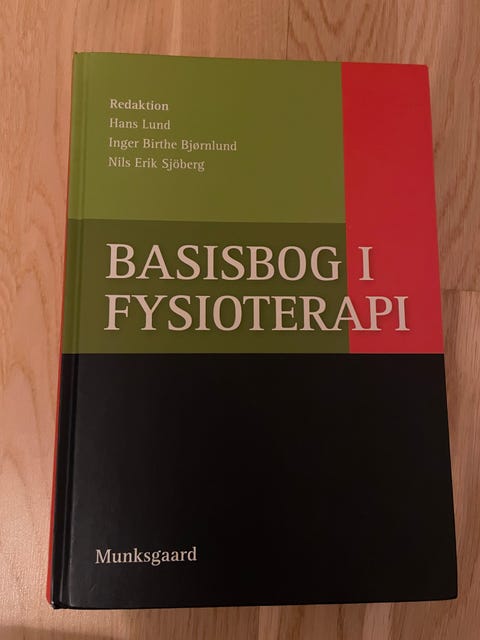 Redaktion
Hans Lund
Inger Birthe Bjørnlund
Nils Erik Sjöberg
BASISBOG I
FYSIOTERAPI
Munksgaard